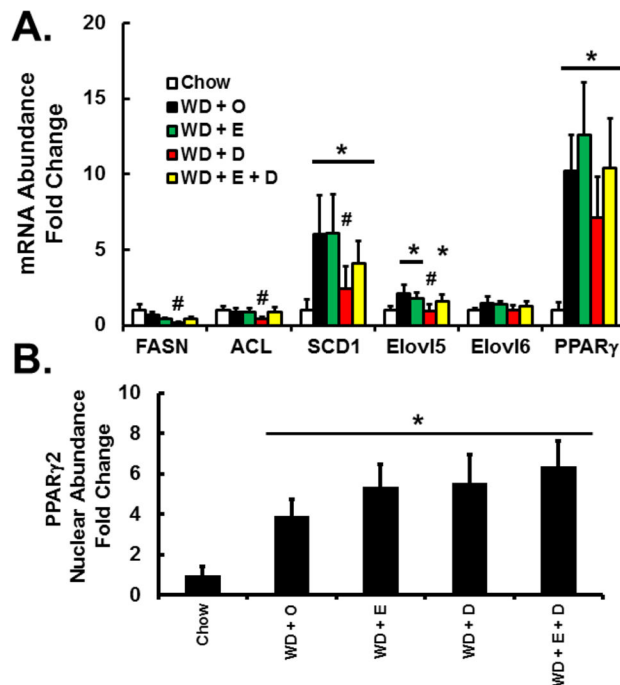 A.
20
15
10
5
0
mRNA Abundance
Fold Change
Chow
WD + O
WD + E
WD + D
WD + E + D
*
#
#
*
#
*
#
*
*
FASN ACL SCD1 Elovl5 Elovl6 PPARγ
B.
10
8
6
4
2
0
PPARγ2
Nuclear Abundance
Fold Change
*
Chow
WD + O
WD + E
WD + D
WD + E + D